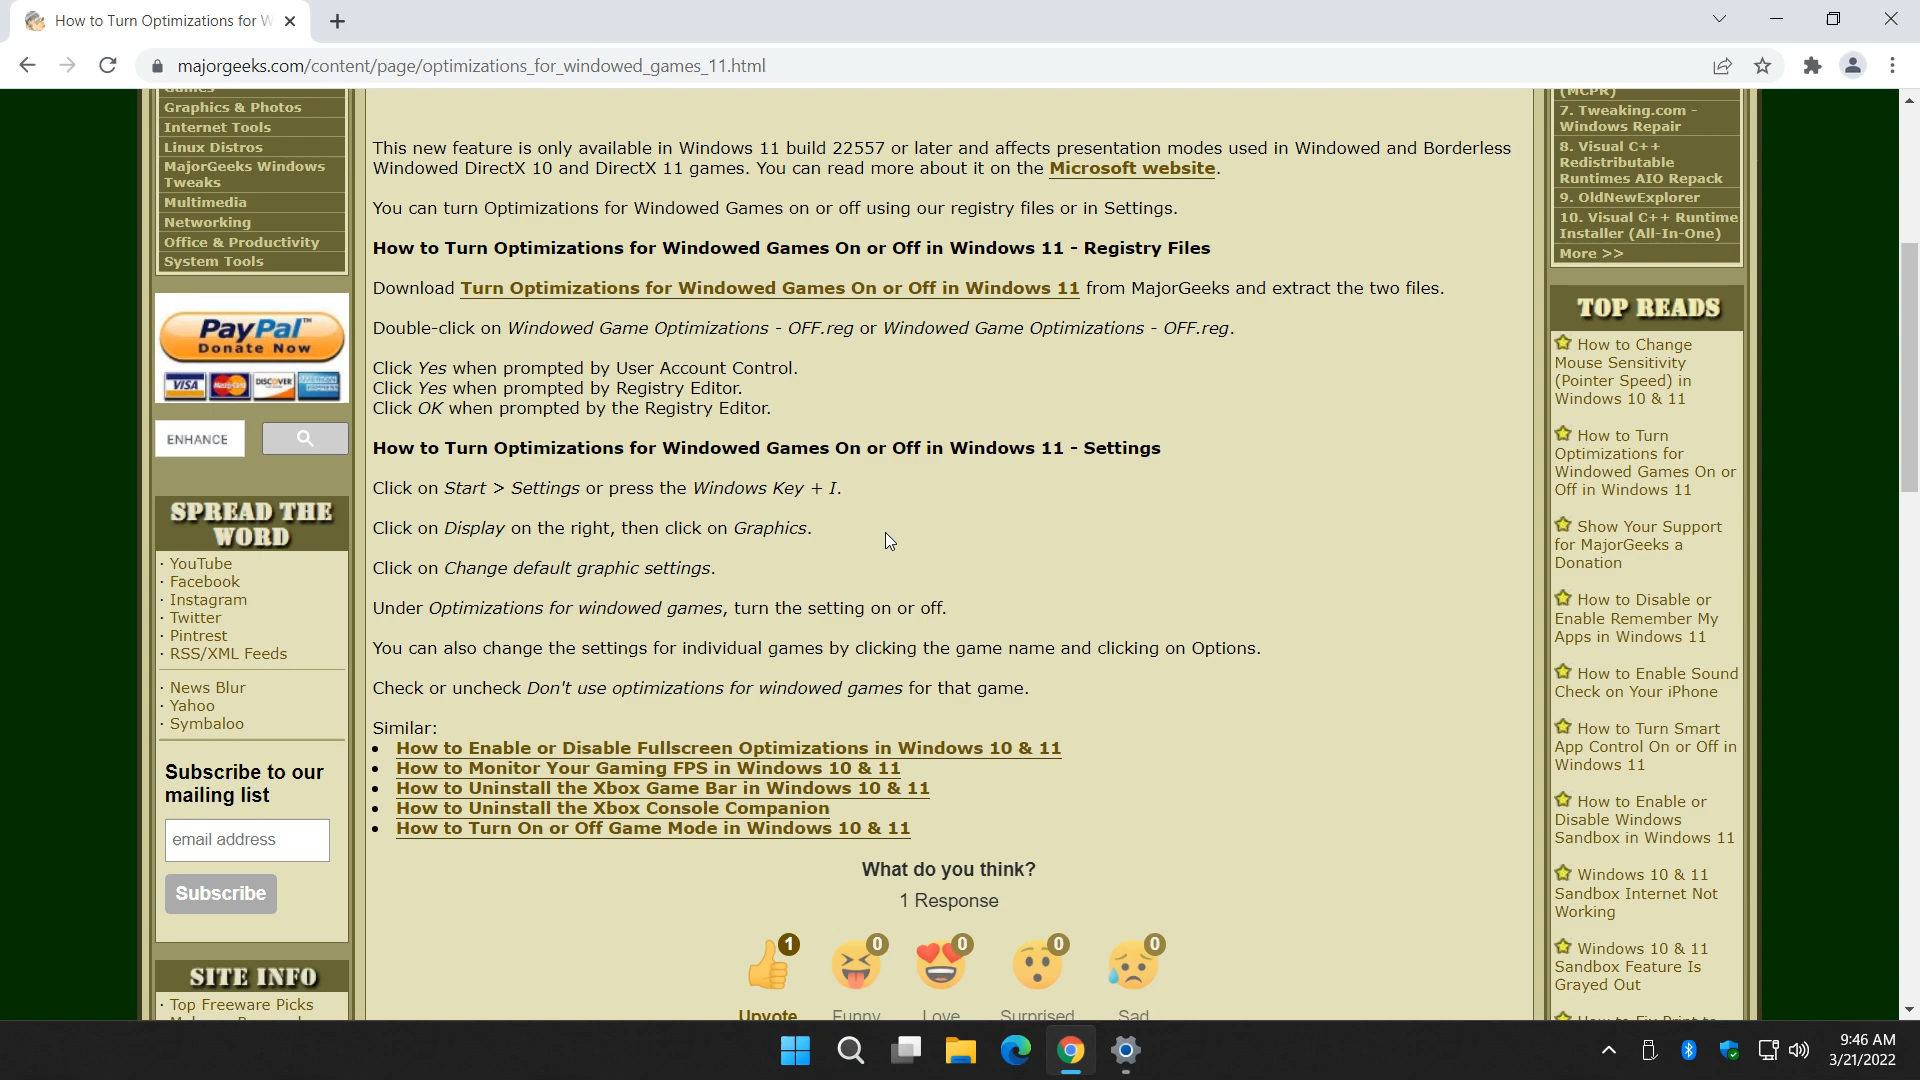 How to Turn Optimizations for W
majorgeeks.com/content/page/optimizations_for_windowed_games_11.html
Games
Graphics & Photos
Internet Tools
Linux Distros
MajorGeeks Windows
Tweaks
Multimedia
Networking
Office & Productivity
System Tools
PayPal™
Donate Now
VISA
MasterCard
DISCOVER
AMERICAN EXPRESS
ENHANCE
SPREAD THE
WORD
· YouTube
· Facebook
· Instagram
· Twitter
· Pintrest
· RSS/XML Feeds
· News Blur
· Yahoo
· Symbaloo
Subscribe to our
mailing list
email address
Subscribe
SITE INFO
· Top Freeware Picks
This new feature is only available in Windows 11 build 22557 or later and affects presentation modes used in Windowed and Borderless
Windowed DirectX 10 and DirectX 11 games. You can read more about it on the Microsoft website.
You can turn Optimizations for Windowed Games on or off using our registry files or in Settings.
How to Turn Optimizations for Windowed Games On or Off in Windows 11 - Registry Files
Download Turn Optimizations for Windowed Games On or Off in Windows 11 from MajorGeeks and extract the two files.
Double-click on Windowed Game Optimizations - OFF.reg or Windowed Game Optimizations - OFF.reg.
Click Yes when prompted by User Account Control.
Click Yes when prompted by Registry Editor.
Click OK when prompted by the Registry Editor.
How to Turn Optimizations for Windowed Games On or Off in Windows 11 - Settings
Click on Start > Settings or press the Windows Key + I.
Click on Display on the right, then click on Graphics.
Click on Change default graphic settings.
Under Optimizations for windowed games, turn the setting on or off.
You can also change the settings for individual games by clicking the game name and clicking on Options.
Check or uncheck Don't use optimizations for windowed games for that game.
Similar:
• How to Enable or Disable Fullscreen Optimizations in Windows 10 & 11
• How to Monitor Your Gaming FPS in Windows 10 & 11
• How to Uninstall the Xbox Game Bar in Windows 10 & 11
• How to Uninstall the Xbox Console Companion
• How to Turn On or Off Game Mode in Windows 10 & 11
What do you think?
1 Response
1 0 0 0 0
Upvote Funny Love Surprised Sad
(MCPR)
7. Tweaking.com -
Windows Repair
8. Visual C++
Redistributable
Runtimes AIO Repack
9. OldNewExplorer
10. Visual C++ Runtime
Installer (All-In-One)
More >>
TOP READS
How to Change
Mouse Sensitivity
(Pointer Speed) in
Windows 10 & 11
How to Turn
Optimizations for
Windowed Games On or
Off in Windows 11
Show Your Support
for MajorGeeks a
Donation
How to Disable or
Enable Remember My
Apps in Windows 11
How to Enable Sound
Check on Your iPhone
How to Turn Smart
App Control On or Off in
Windows 11
How to Enable or
Disable Windows
Sandbox in Windows 11
Windows 10 & 11
Sandbox Internet Not
Working
Windows 10 & 11
Sandbox Feature Is
Grayed Out
How to Fix Print to
9:46 AM
3/21/2022